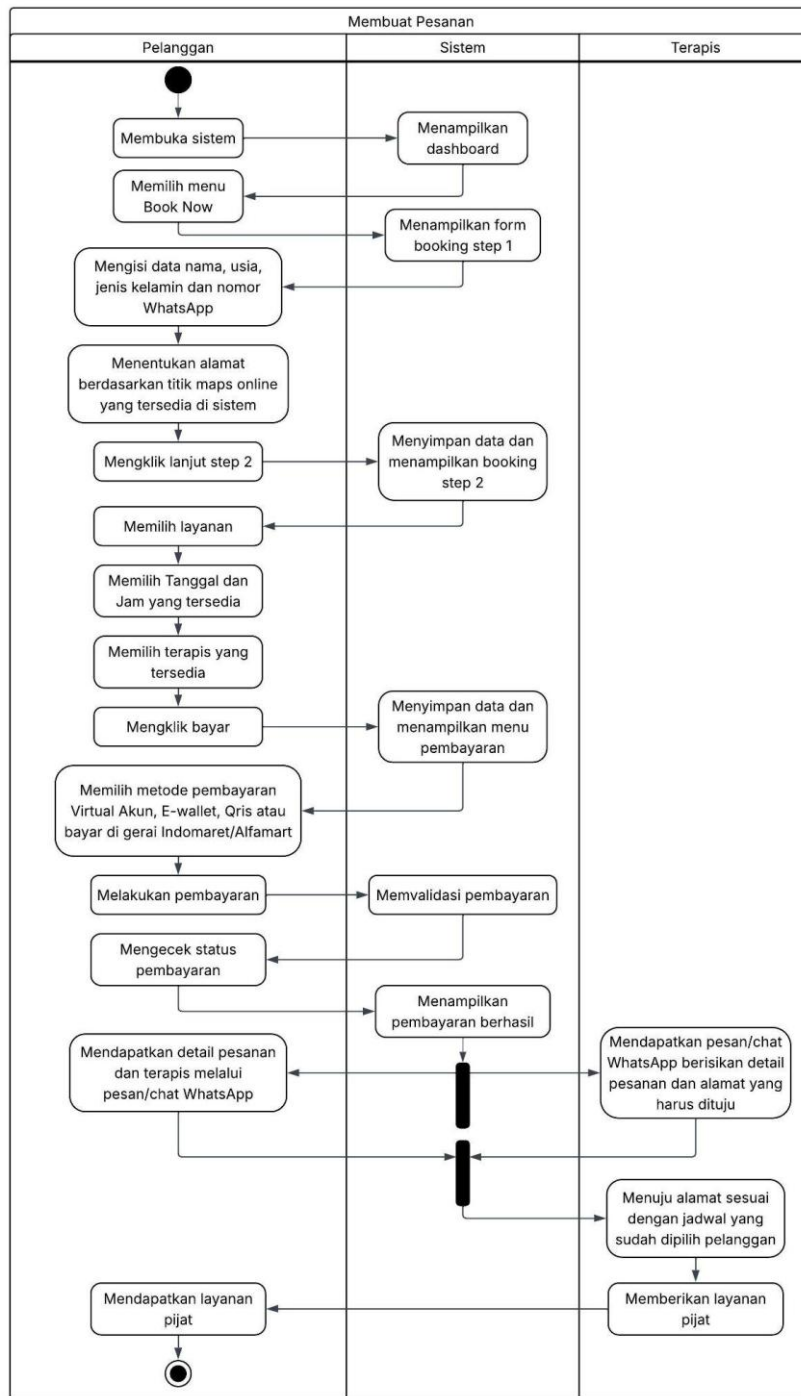 Membuat Pesanan
Pelanggan
Sistem
Terapis
Membuka sistem
Menampilkan
dashboard
Memilih menu
Book Now
Menampilkan form
booking step 1
Mengisi data nama, usia,
jenis kelamin dan nomor
WhatsApp
Menentukan alamat
berdasarkan titik maps online
yang tersedia di sistem
Mengklik lanjut step 2
Menyimpan data dan
menampilkan booking
step 2
Memilih layanan
Memilih Tanggal dan
Jam yang tersedia
Memilih terapis yang
tersedia
Mengklik bayar
Menyimpan data dan
menampilkan menu
pembayaran
Memilih metode pembayaran
Virtual Akun, E-wallet, Qris atau
bayar di gerai Indomaret/Alfamart
Melakukan pembayaran
Memvalidasi pembayaran
Mengecek status
pembayaran
Menampilkan
pembayaran berhasil
Mendapatkan detail pesanan
dan terapis melalui
pesan/chat WhatsApp
Mendapatkan pesan/chat
WhatsApp berisikan detail
pesanan dan alamat yang
harus dituju
Menuju alamat sesuai
dengan jadwal yang
sudah dipilih pelanggan
Memberikan layanan
pijat
Mendapatkan layanan
pijat